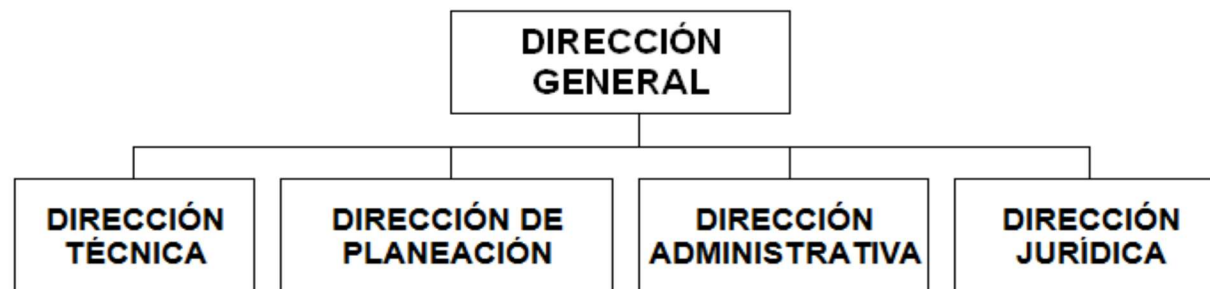 DIRECCIÓN
GENERAL
DIRECCIÓN
TÉCNICA
DIRECCIÓN DE
PLANEACIÓN
DIRECCIÓN
ADMINISTRATIVA
DIRECCIÓN
JURÍDICA